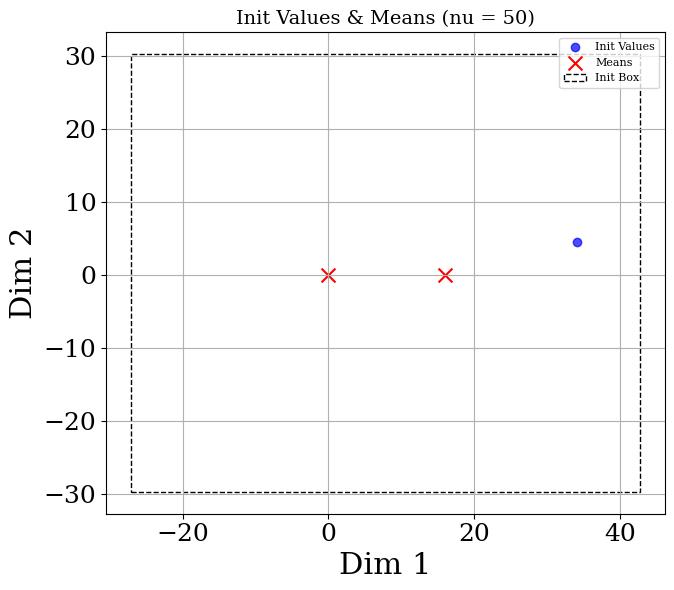 Init Values & Means (nu = 50)
Init Values
Means
Init Box
30
20
10
0
−10
−20
−30
Dim 2
−20
0
20
40
Dim 1